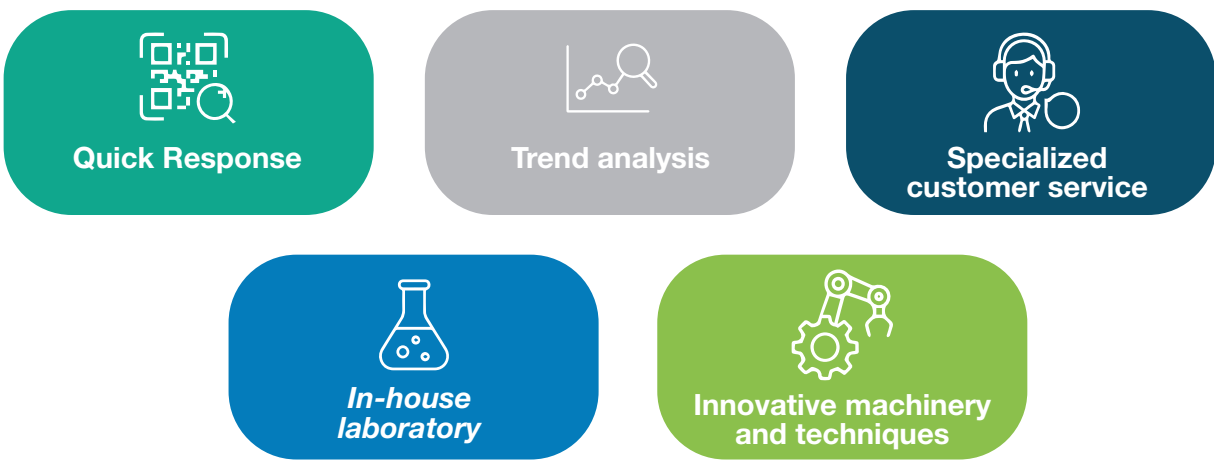 Quick Response
Trend analysis
Specialized
customer service
In-house
laboratory
Innovative machinery
and techniques